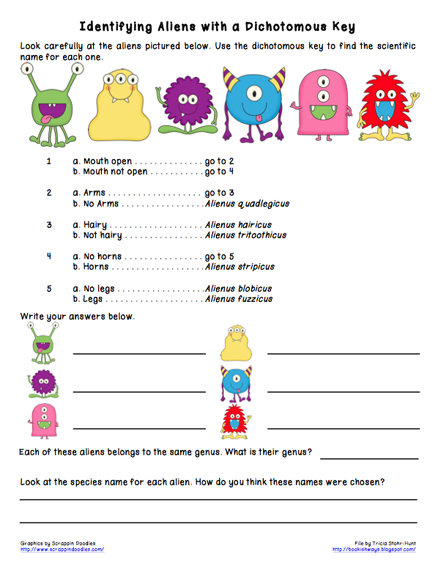 Identifying Aliens with a Dichotomous Key
Look carefully at the aliens pictured below. Use the dichotomous key to find the scientific
name for each one.
1 a. Mouth open . . . . . . . . . . . . . . go to 2
b. Mouth not open . . . . . . . . . . . go to 4
2 a. Arms . . . . . . . . . . . . . . . . . . . go to 3
b. No Arms . . . . . . . . . . . . . . . . . Alienus quadlegicus
3 a. Hairy . . . . . . . . . . . . . . . . . . . Alienus hairicus
b. Not hairy . . . . . . . . . . . . . . . . Alienus tritoothicus
4 a. No horns . . . . . . . . . . . . . . . . go to 5
b. Horns . . . . . . . . . . . . . . . . . . . Alienus stripicus
5 a. No legs . . . . . . . . . . . . . . . . . . Alienus blobicus
b. Legs . . . . . . . . . . . . . . . . . . . . Alienus fuzzicus
Write your answers below.
Each of these aliens belongs to the same genus. What is their genus?
Look at the species name for each alien. How do you think these names were chosen?
Graphics by Scrappin Doodles
http://www.scrappindoodles.com/
File by Tricia Stohr-Hunt
http://bookishways.blogspot.com/